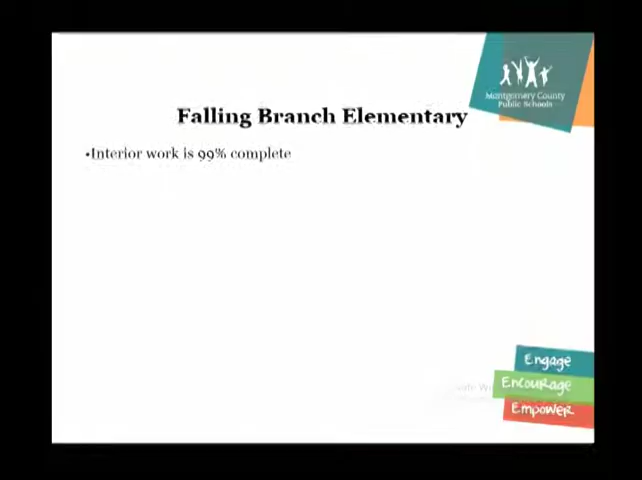 Montgomery County
Public Schools
Falling Branch Elementary
•Interior work is 99% complete
Engage
Encourage
Empower